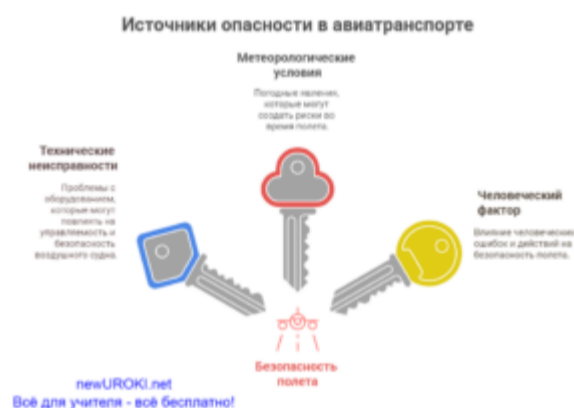 Источники опасности в авиатранспорте
Метеорологические
условия
Погодные явления,
которые могут
создать риски во
время полета.
Технические
неисправности
Проблемы с
оборудованием,
которые могут
повлиять на
управляемость и
безопасность
воздушного судна.
Человеческий
фактор
Влияние человеческих
ошибок и действий на
безопасность полета.
Безопасность
полета
newUROKI.net
Всё для учителя - всё бесплатно!